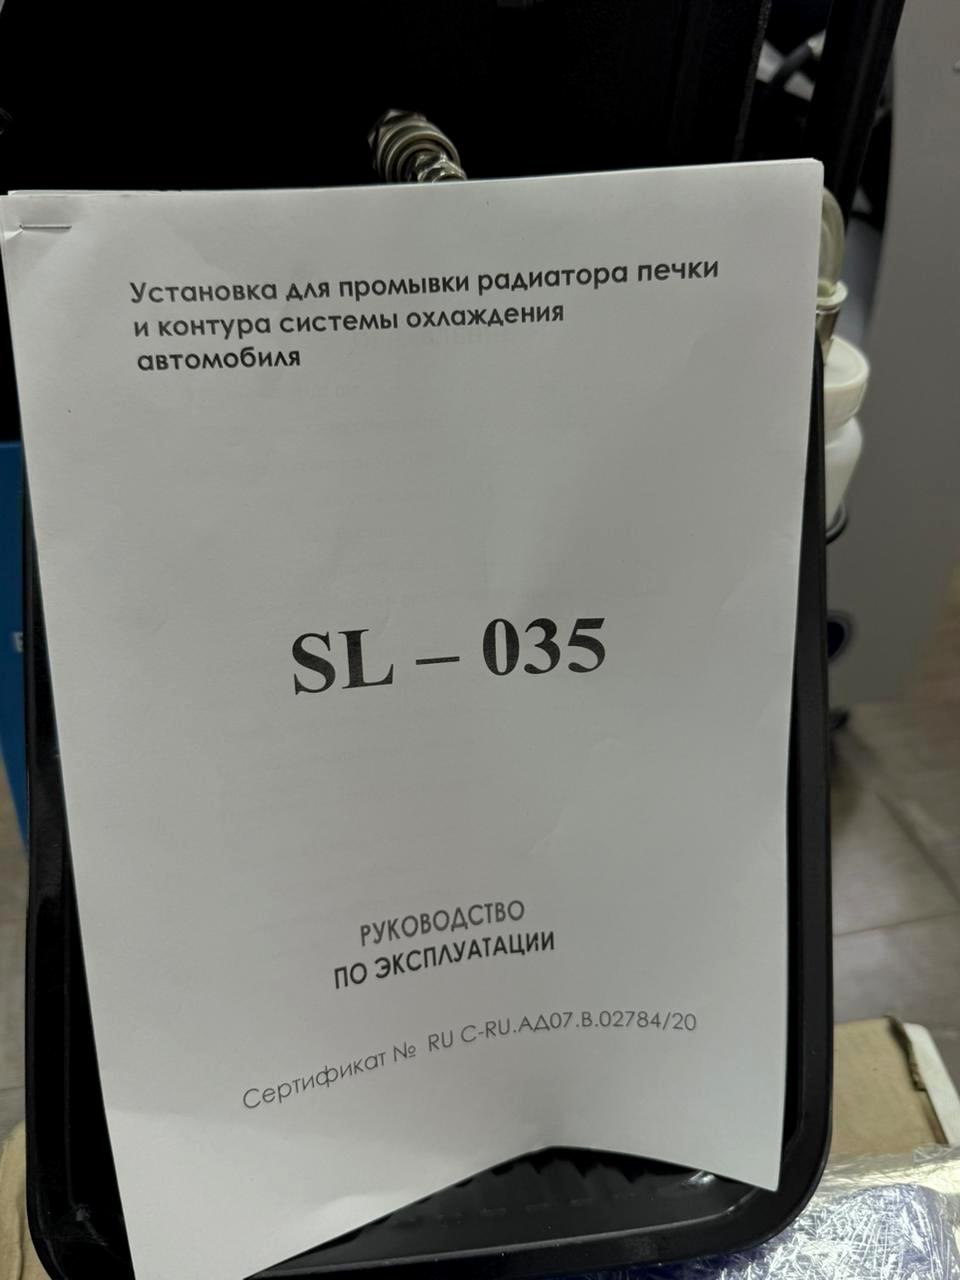 Установка для промывки радиатора печки
и контура системы охлаждения
автомобиля
SL – 035
РУКОВОДСТВО
ПО ЭКСПЛУАТАЦИИ
Сертификат № RU C-RU.АД07.В.02784/20